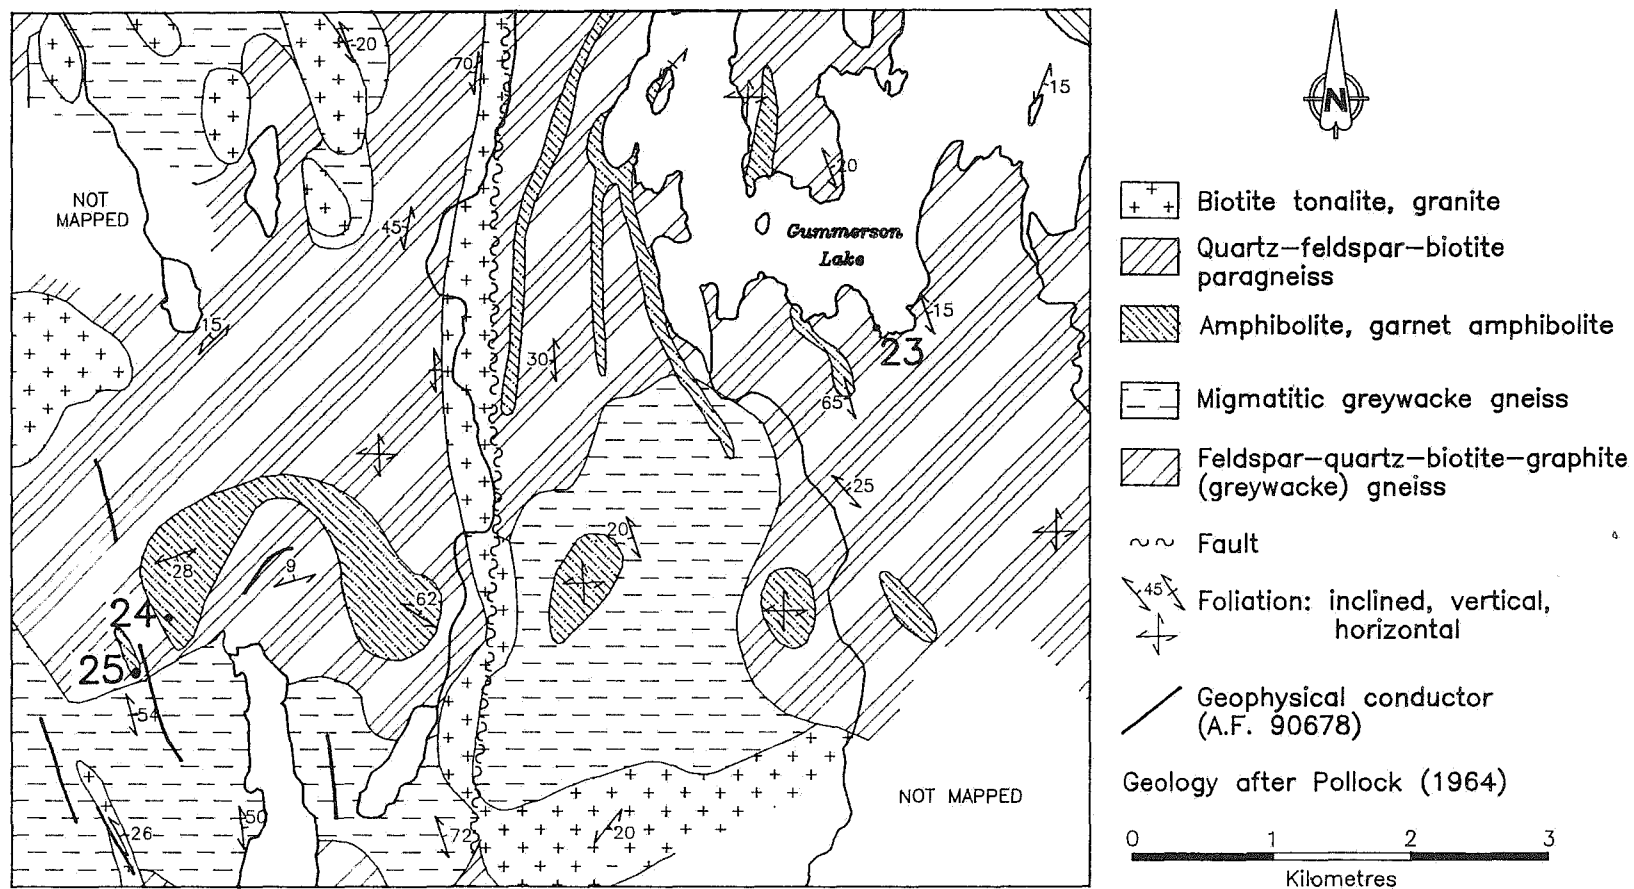 20
70
15
NOT
MAPPED
20
45
Gummerson
Lake
15
15
30
23
65
25
20
28
9
62
24
25
54
26
50
72
20
NOT MAPPED
N
Biotite tonalite, granite
Quartz–feldspar–biotite
paragneiss
Amphibolite, garnet amphibolite
Migmatitic greywacke gneiss
Feldspar–quartz–biotite–graphite
(greywacke) gneiss
Fault
45
Foliation: inclined, vertical,
horizontal
Geophysical conductor
(A.F. 90678)
Geology after Pollock (1964)
0 1 2 3
Kilometres